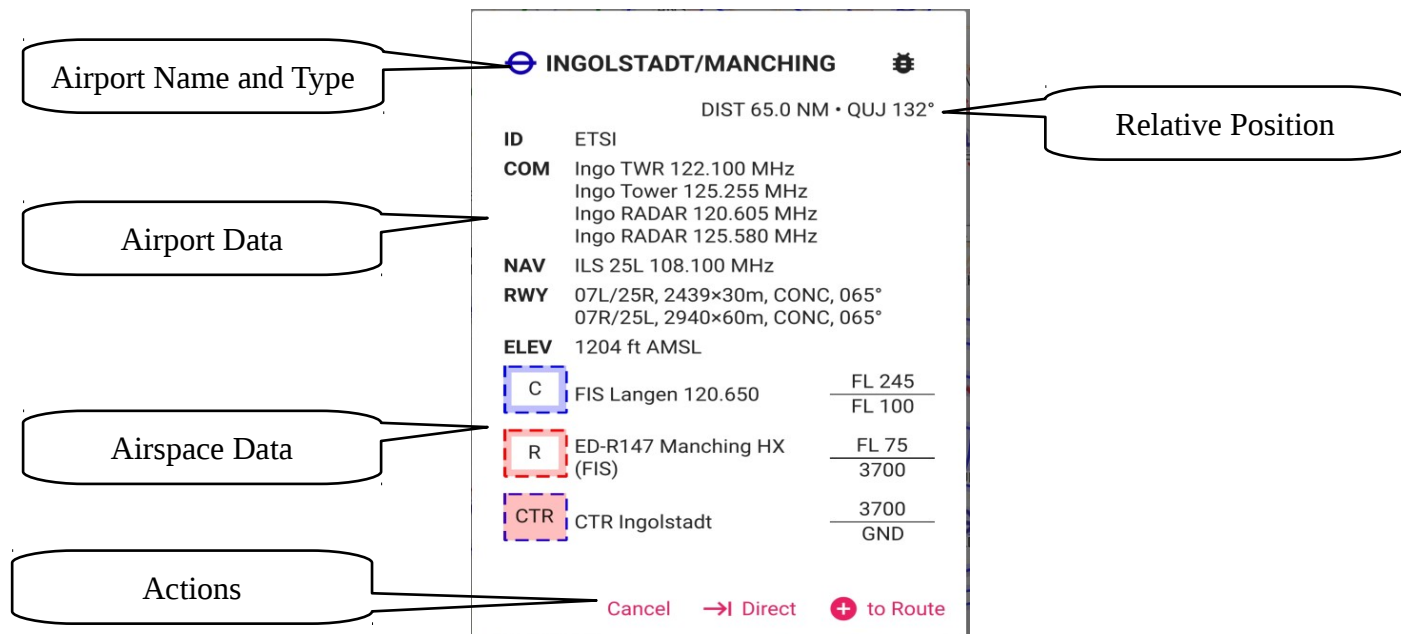 Airport Name and Type
INGOLSTADT/MANCHING
DIST 65.0 NM • QUJ 132°
Relative Position
ID ETSI
COM Ingo TWR 122.100 MHz
Ingo Tower 125.255 MHz
Ingo RADAR 120.605 MHz
Ingo RADAR 125.580 MHz
Airport Data
NAV ILS 25L 108.100 MHz
RWY 07L/25R, 2439×30m, CONC, 065°
07R/25L, 2940×60m, CONC, 065°
ELEV 1204 ft AMSL
C FIS Langen 120.650 FL 245
FL 100
Airspace Data
R ED-R147 Manching HX FL 75
(FIS) 3700
CTR CTR Ingolstadt 3700
GND
Actions
Cancel Direct to Route